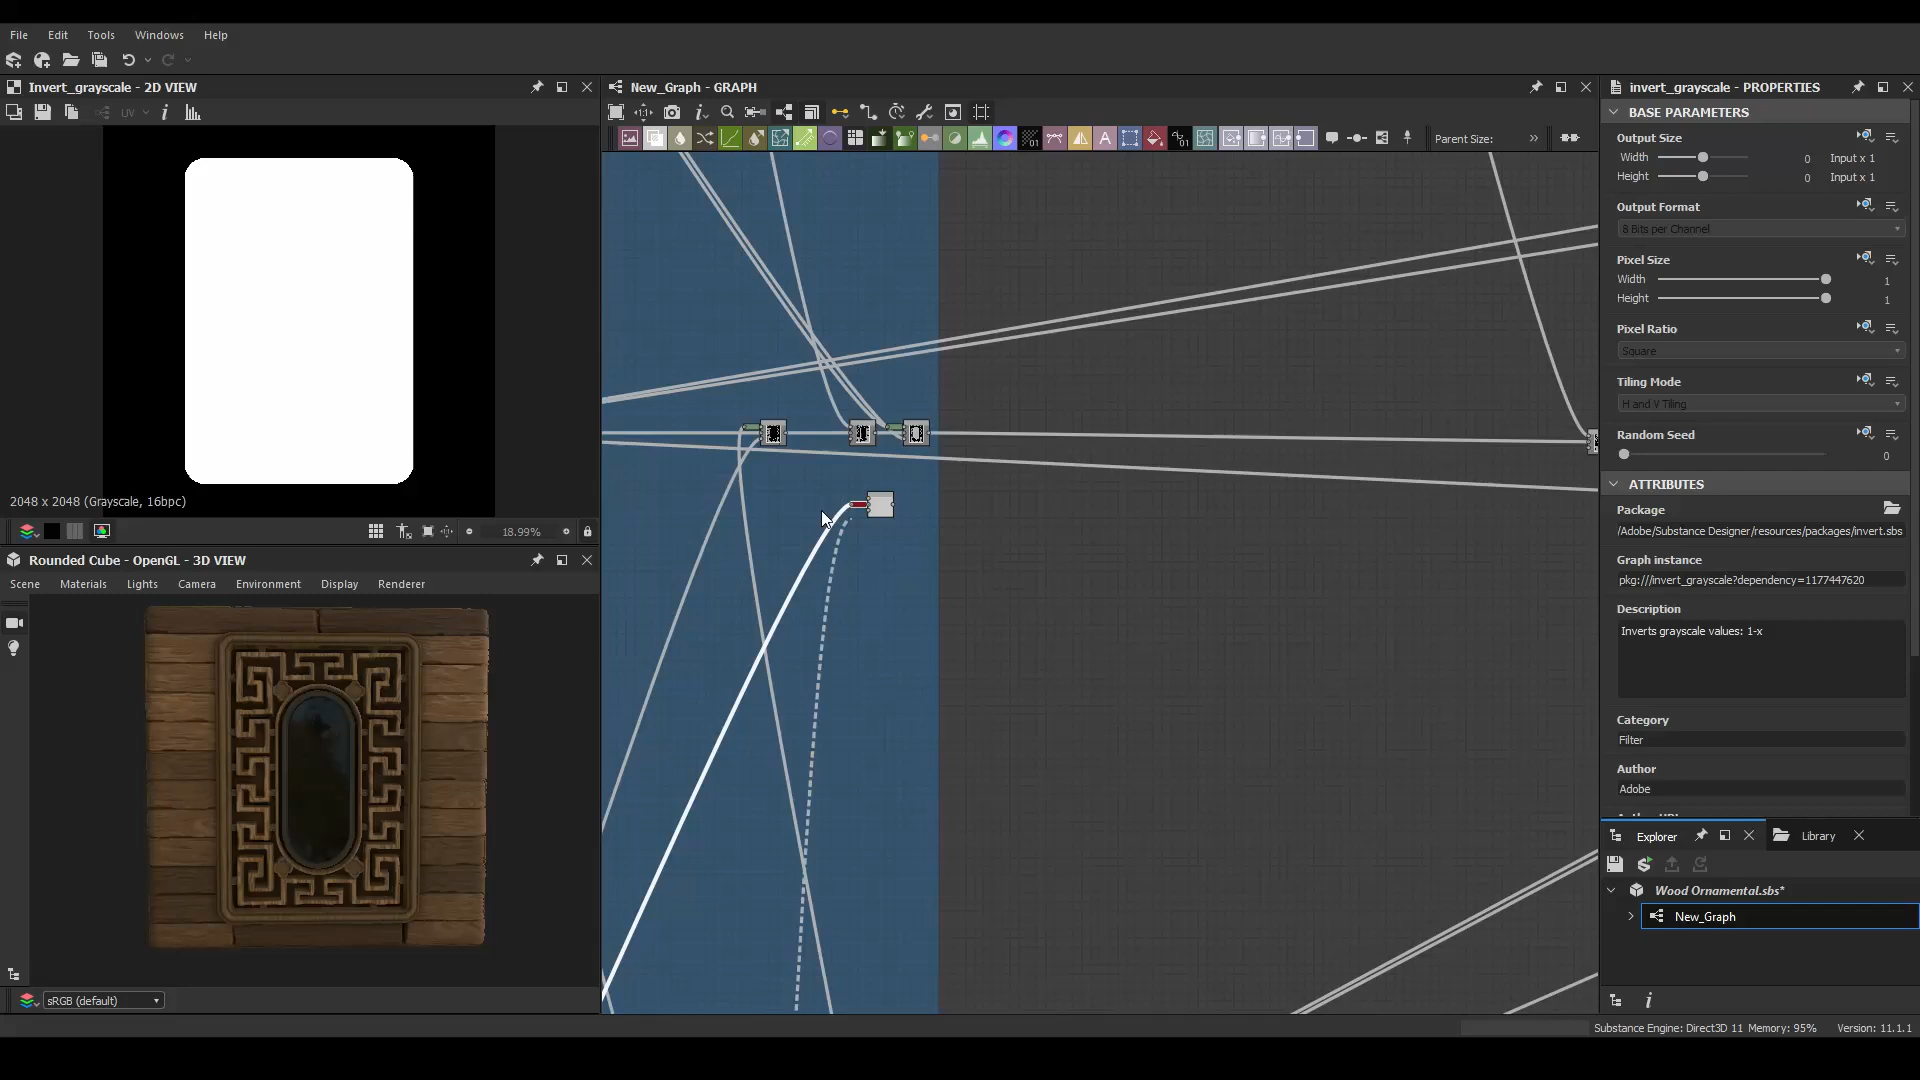 File Edit Tools Windows Help
Invert_grayscale - 2D VIEW
UV
2048 x 2048 (Grayscale, 16bpc)
18.99%
Rounded Cube - OpenGL - 3D VIEW
Scene Materials Lights Camera Environment Display Renderer
sRGB (default)
New_Graph - GRAPH
Parent Size:
invert_grayscale - PROPERTIES
BASE PARAMETERS
Output Size
Width 0 Input x 1
Height 0 Input x 1
Output Format
8 Bits per Channel
Pixel Size
Width 1
Height 1
Pixel Ratio
Square
Tiling Mode
H and V Tiling
Random Seed
0
ATTRIBUTES
Package
/Adobe/Substance Designer/resources/packages/invert.sbs
Graph instance
pkg:///invert_grayscale?dependency=1177447620
Description
Inverts grayscale values: 1-x
Category
Filter
Author
Adobe
Explorer Library
Wood Ornamental.sbs*
New_Graph
Substance Engine: Direct3D 11 Memory: 95% Version: 11.1.1